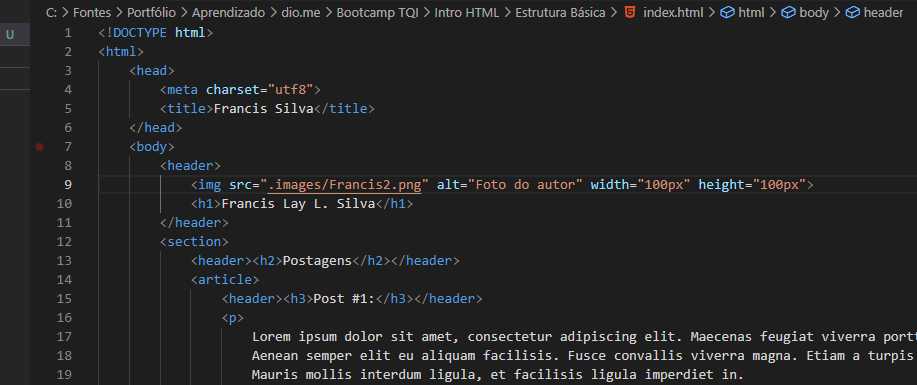 C: > Fontes > Portfólio > Aprendizado > dio.me > Bootcamp TQI > Intro HTML > Estrutura Básica > index.html > html > body > header
U
1 <!DOCTYPE html>
2 <html>
3 <head>
4 <meta charset="utf8">
5 <title>Francis Silva</title>
6 </head>
7 <body>
8 <header>
9 <img src=".images/Francis2.png" alt="Foto do autor" width="100px" height="100px">
10 <h1>Francis Lay L. Silva</h1>
11 </header>
12 <section>
13 <header><h2>Postagens</h2></header>
14 <article>
15 <header><h3>Post #1:</h3></header>
16 <p>
17 Lorem ipsum dolor sit amet, consectetur adipiscing elit. Maecenas feugiat viverra portt
18 Aenean semper elit eu aliquam facilisis. Fusce convallis viverra magna. Etiam a turpis
19 Mauris mollis interdum ligula, et facilisis ligula imperdiet in.